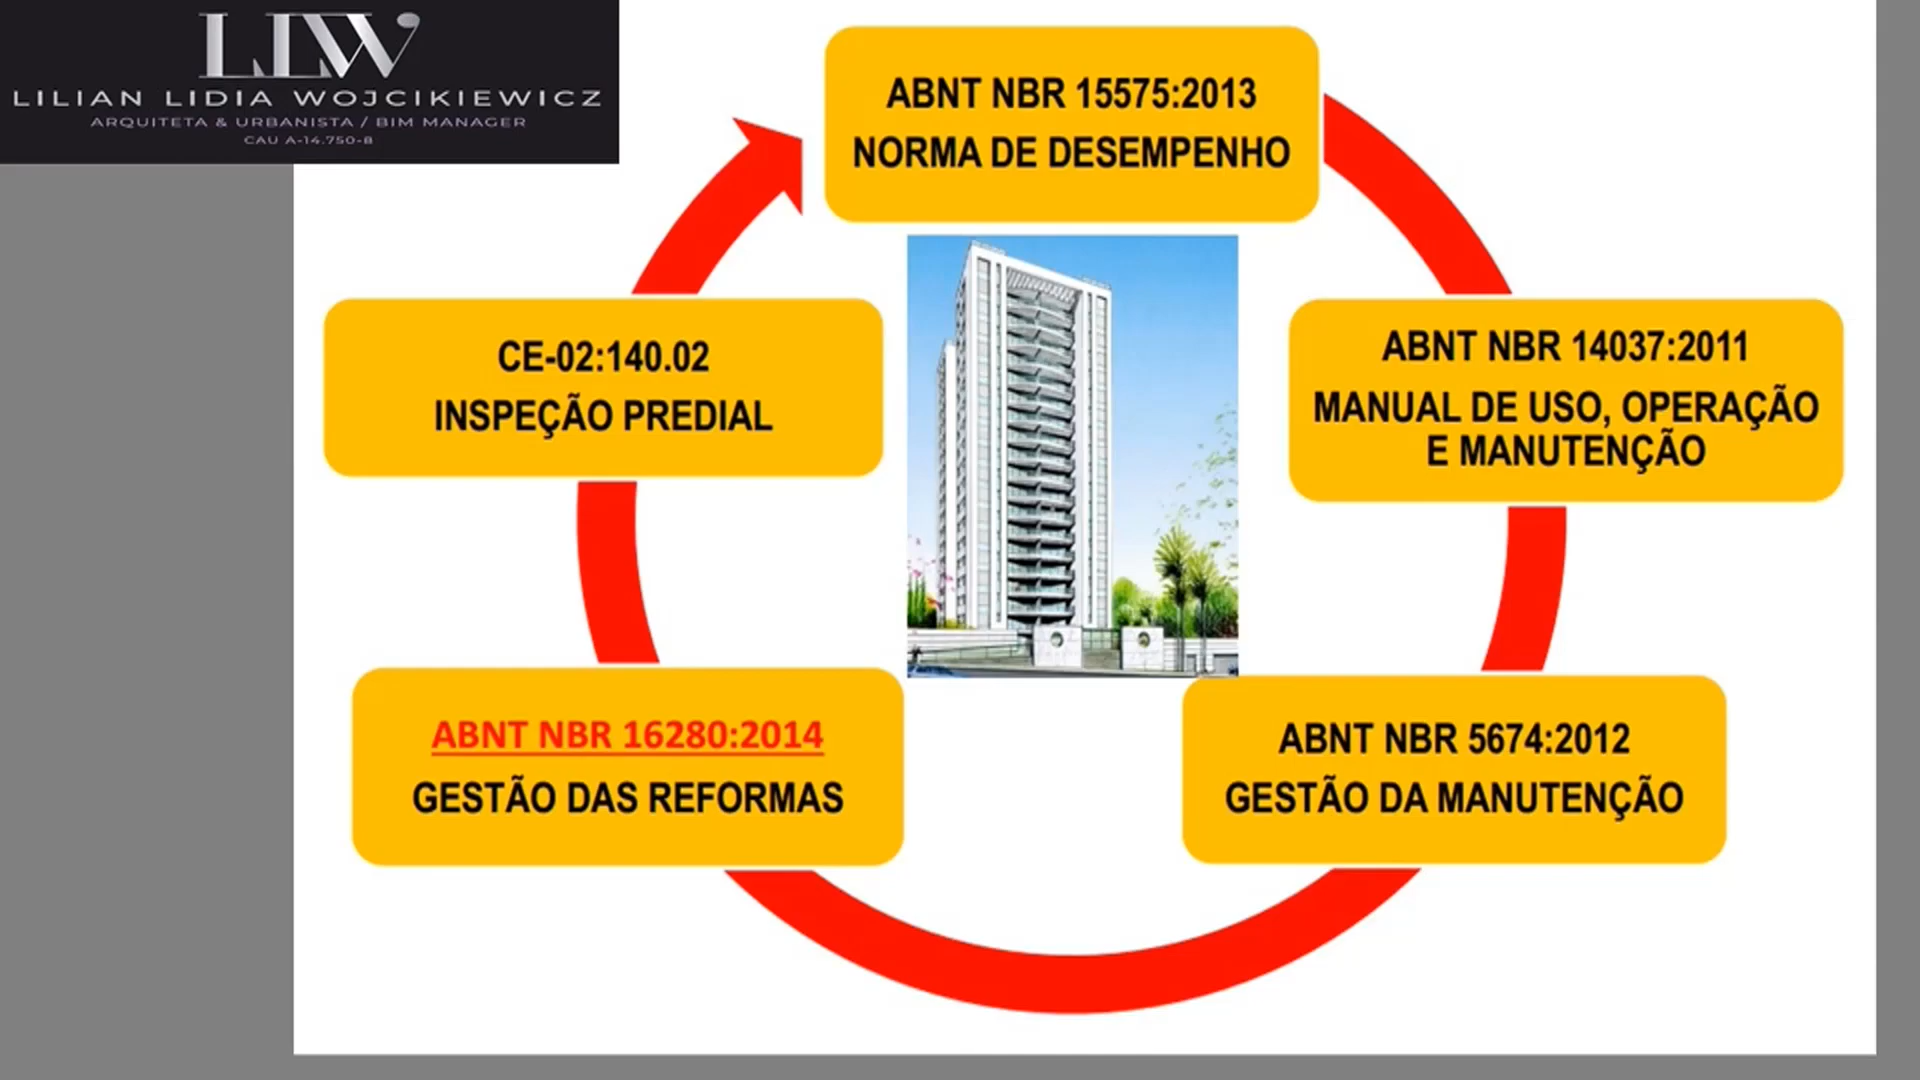 LLW
LILIAN LIDIA WOJCIKIEWICZ
ARQUITETA & URBANISTA / BIM MANAGER
CAU A-14.750-8
ABNT NBR 15575:2013
NORMA DE DESEMPENHO
CE-02:140.02
INSPEÇÃO PREDIAL
ABNT NBR 14037:2011
MANUAL DE USO, OPERAÇÃO
E MANUTENÇÃO
ABNT NBR 16280:2014
GESTÃO DAS REFORMAS
ABNT NBR 5674:2012
GESTÃO DA MANUTENÇÃO